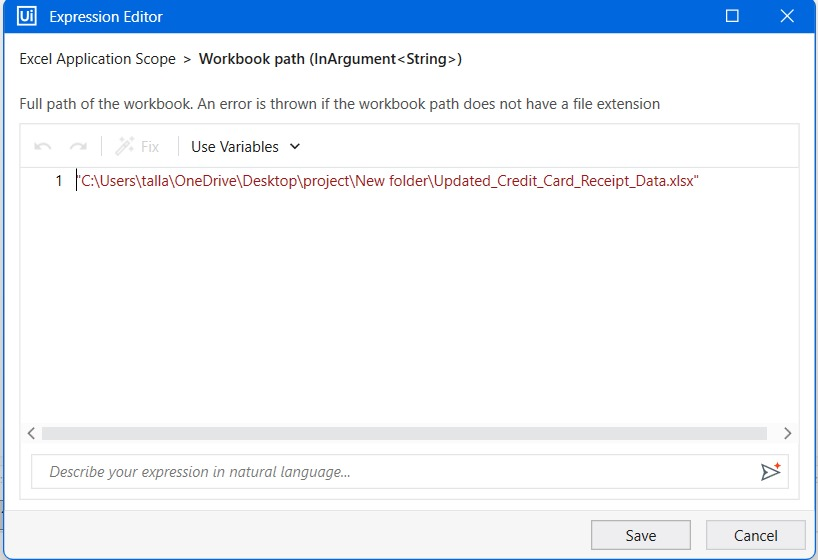 Ui Expression Editor
Excel Application Scope > Workbook path (InArgument<String>)
Full path of the workbook. An error is thrown if the workbook path does not have a file extension
Fix Use Variables
1 "C:\Users\talla\OneDrive\Desktop\project\New folder\Updated_Credit_Card_Receipt_Data.xlsx"
Describe your expression in natural language...
Save Cancel